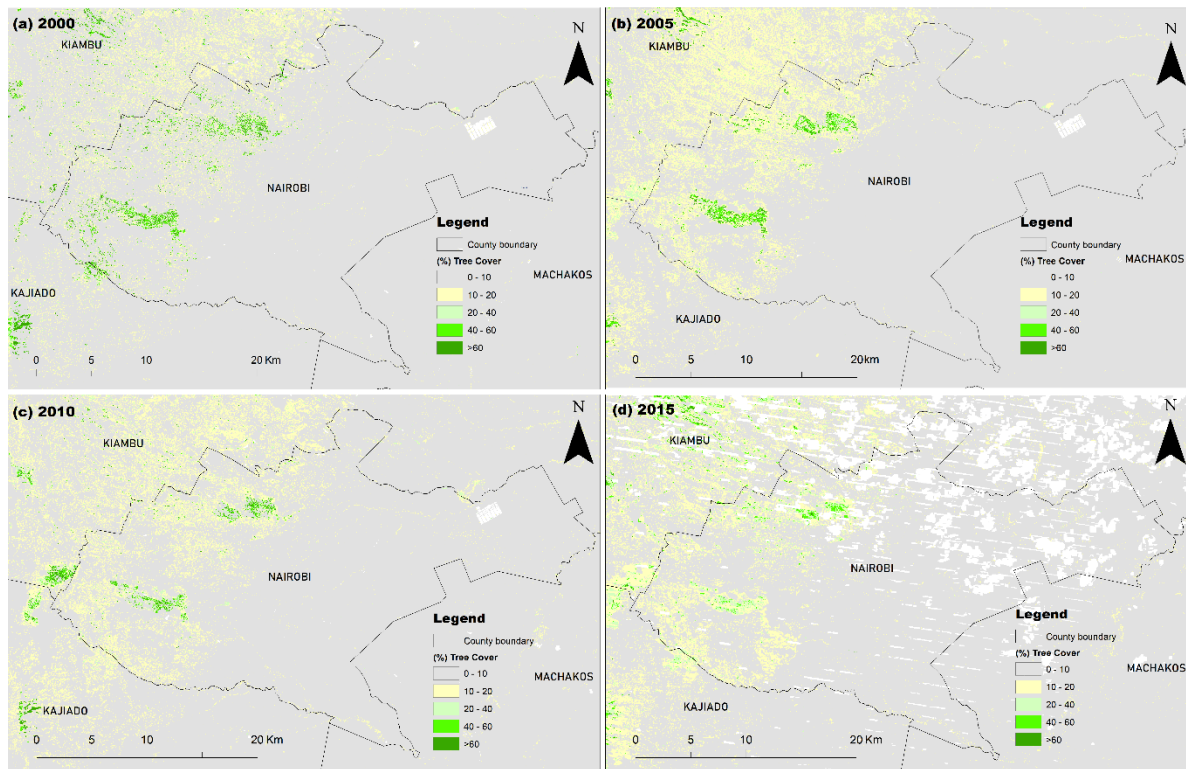 (a) 2000
N
KIAMBU
NAIROBI
Legend
County boundary
(%) Tree Cover
0 - 10
10 - 20
20 - 40
40 - 60
>60
MACHAKOS
KAJIADO
0 5 10 20 Km
(b) 2005
N
KIAMBU
NAIROBI
Legend
County boundary
(%) Tree Cover
0 - 10
10 - 20
20 - 40
40 - 60
>60
MACHAKOS
KAJIADO
0 5 10 20km
(c) 2010
N
KIAMBU
NAIROBI
Legend
County boundary
(%) Tree Cover
0 - 10
10 - 20
20 - 40
40 - 60
>60
MACHAKOS
KAJIADO
0 5 10 20 Km
(d) 2015
N
KIAMBU
NAIROBI
Legend
County boundary
(%) Tree Cover
0 - 10
10 - 20
20 - 40
40 - 60
>60
MACHAKOS
KAJIADO
0 5 10 20 Km